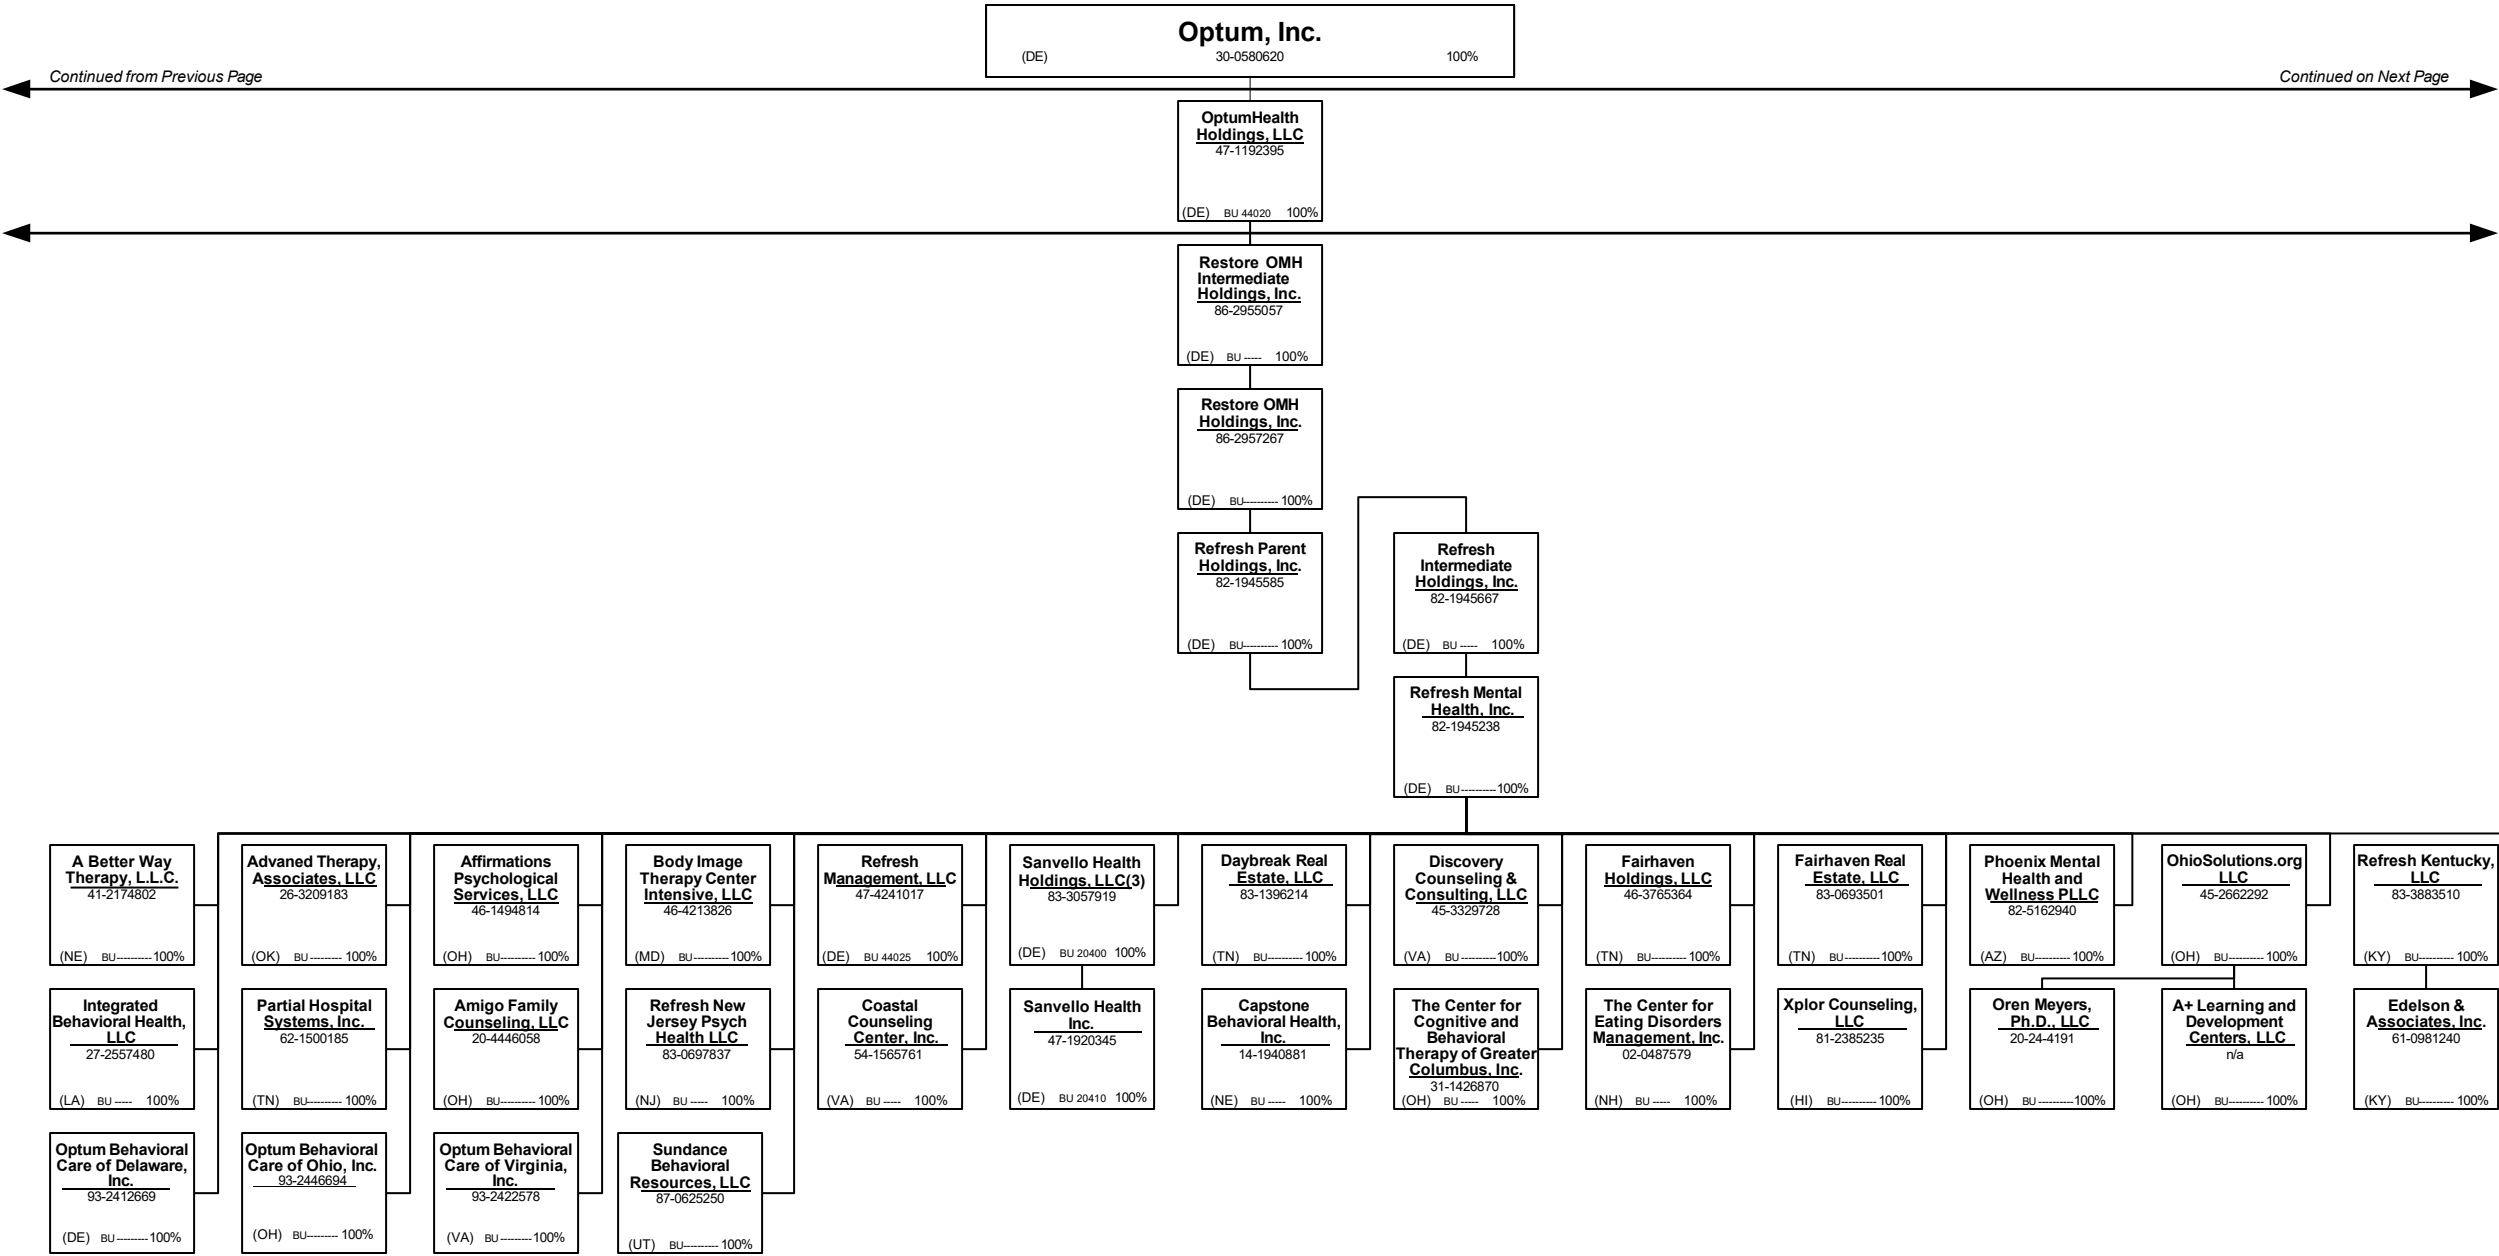 Optum, Inc.
(DE) 30-0580620 100%
Continued from Previous Page
Continued on Next Page
OptumHealth
Holdings, LLC
47-1192395
(DE) BU 44020 100%
Restore OMH
Intermediate
Holdings, Inc.
86-2955057
(DE) BU ----- 100%
Restore OMH
Holdings, Inc.
86-2957267
(DE) BU---------- 100%
Refresh Parent
Holdings, Inc.
82-1945585
(DE) BU---------- 100%
Refresh
Intermediate
Holdings, Inc.
82-1945667
(DE) BU ----- 100%
Refresh Mental
Health, Inc.
82-1945238
(DE) BU----------100%
A Better Way
Therapy, L.L.C.
41-2174802
(NE) BU----------100%
Advaned Therapy,
Associates, LLC
26-3209183
(OK) BU --------- 100%
Affirmations
Psychological
Services, LLC
46-1494814
(OH) BU---------- 100%
Body Image
Therapy Center
Intensive, LLC
46-4213826
(MD) BU----------100%
Refresh
Management, LLC
47-4241017
(DE) BU 44025 100%
Sanvello Health
Holdings, LLC(3)
83-3057919
(DE) BU 20400 100%
Daybreak Real
Estate, LLC
83-1396214
(TN) BU---------- 100%
Discovery
Counseling &
Consulting, LLC
45-3329728
(VA) BU ----------100%
Fairhaven
Holdings, LLC
46-3765364
(TN) BU----------100%
Fairhaven Real
Estate, LLC
83-0693501
(TN) BU----------100%
Phoenix Mental
Health and
Wellness PLLC
82-5162940
(AZ) BU---------- 100%
OhioSolutions.org
LLC
45-2662292
(OH) BU---------- 100%
Refresh Kentucky,
LLC
83-3883510
(KY) BU---------- 100%
Integrated
Behavioral Health,
LLC
27-2557480
(LA) BU ----- 100%
Partial Hospital
Systems, Inc.
62-1500185
(TN) BU---------- 100%
Amigo Family
Counseling, LLC
20-4446058
(OH) BU---------- 100%
Refresh New
Jersey Psych
Health LLC
83-0697837
(NJ) BU ----- 100%
Coastal
Counseling
Center, Inc.
54-1565761
(VA) BU ----- 100%
Sanvello Health
Inc.
47-1920345
(DE) BU 20410 100%
Capstone
Behavioral Health,
Inc.
14-1940881
(NE) BU ----- 100%
The Center for
Cognitive and
Behavioral
Therapy of Greater
Columbus, Inc.
31-1426870
(OH) BU ----- 100%
The Center for
Eating Disorders
Management, Inc.
02-0487579
(NH) BU ----- 100%
Xplor Counseling,
LLC
81-2385235
(HI) BU----------100%
Oren Meyers,
Ph.D., LLC
20-24-4191
(OH) BU ----------100%
A+ Learning and
Development
Centers, LLC
n/a
(OH) BU---------- 100%
Edelson &
Associates, Inc.
61-0981240
(KY) BU---------- 100%
Optum Behavioral
Care of Delaware,
Inc.
93-2412669
(DE) BU ---------100%
Optum Behavioral
Care of Ohio, Inc.
93-2446694
(OH) BU--------- 100%
Optum Behavioral
Care of Virginia,
Inc.
93-2422578
(VA) BU ---------100%
Sundance
Behavioral
Resources, LLC
87-0625250
(UT) BU---------- 100%